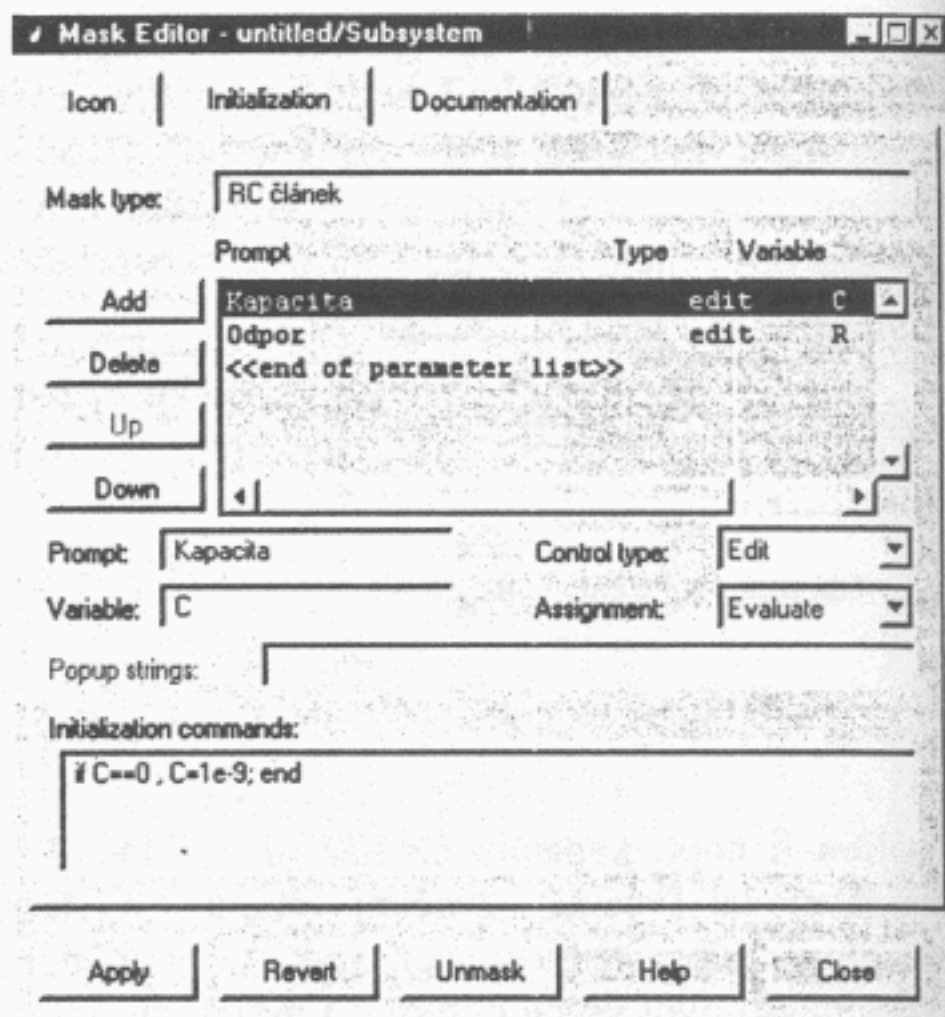 Mask Editor - untitled/Subsystem
Icon Initialization Documentation
Mask type: RC článek
Prompt Type Variable
Add
Kapacita edit C
Odpor edit R
Delete
<<end of parameter list>>
Up
Down
Prompt: Kapacita Control type: Edit
Variable: C Assignment: Evaluate
Popup strings:
Initialization commands:
if C==0 , C=1e-9; end
Apply Revert Unmask Help Close